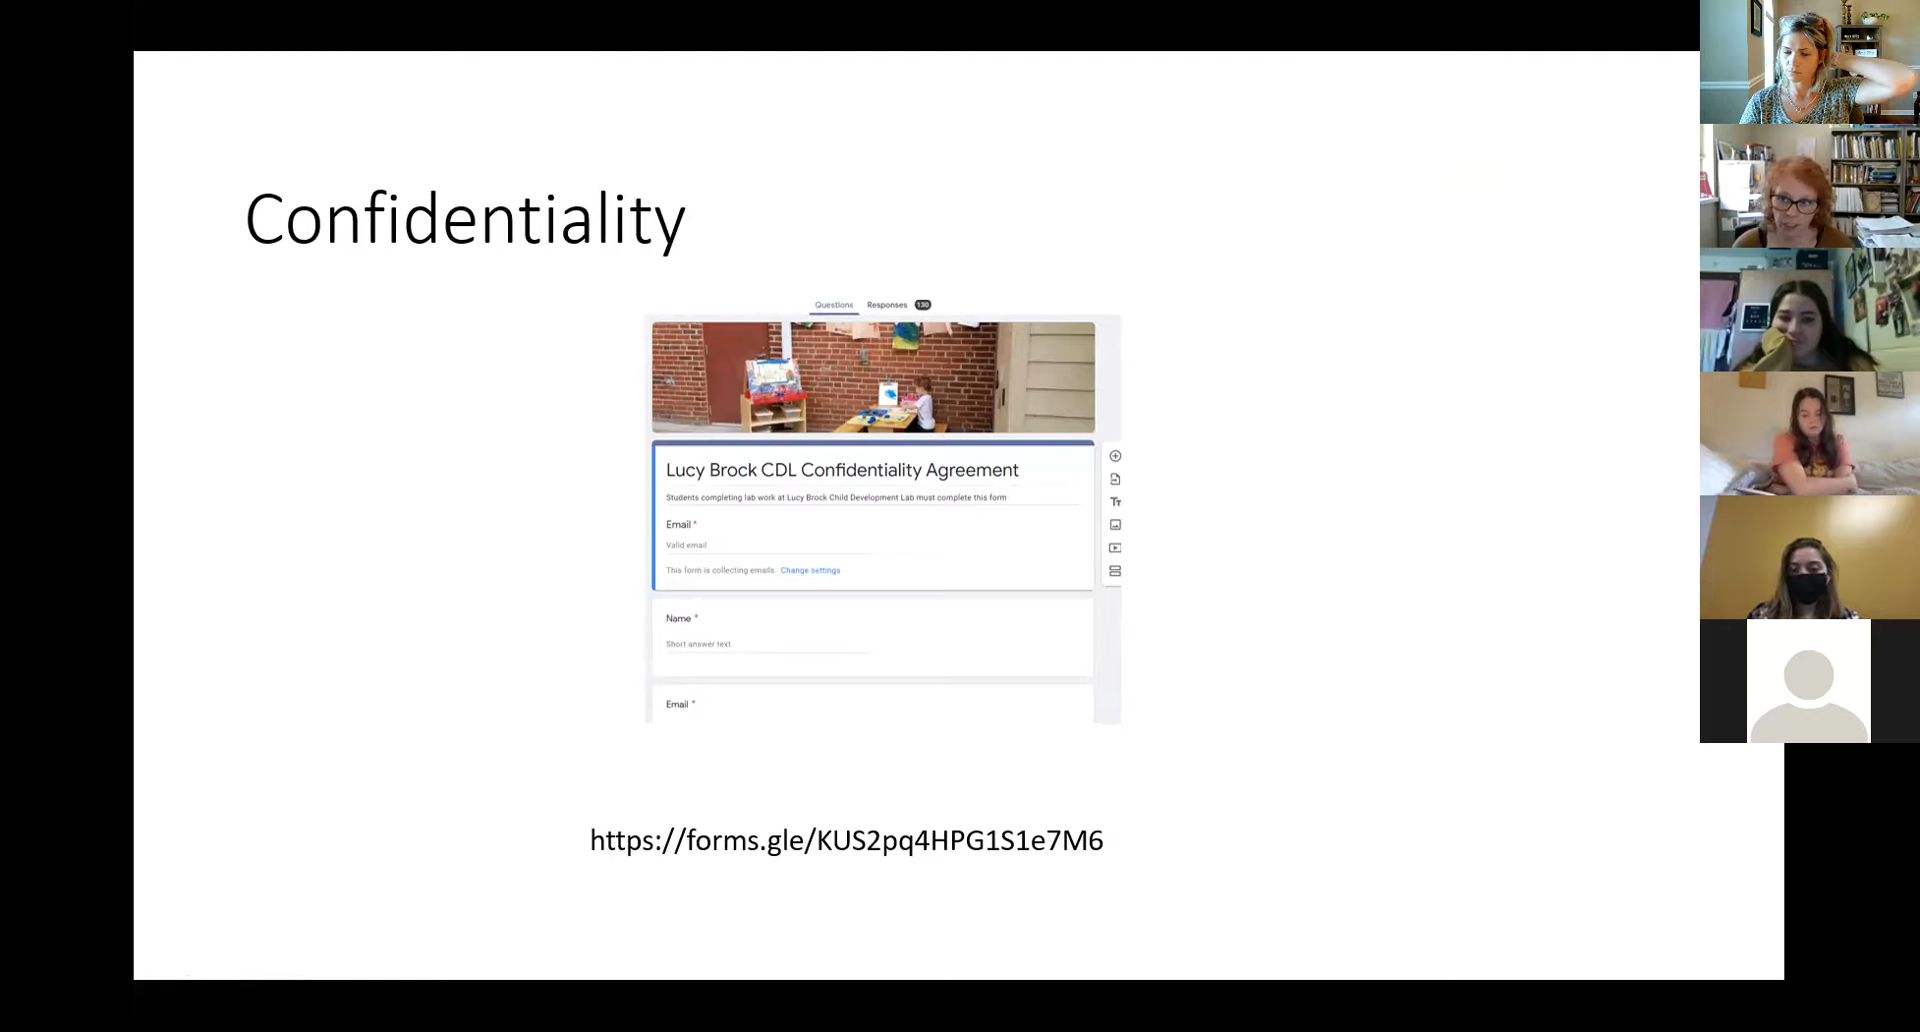 Confidentiality
Questions Responses 130
Lucy Brock CDL Confidentiality Agreement
Students completing lab work at Lucy Brock Child Development Lab must complete this form
Email *
Valid email
This form is collecting emails. Change settings
Name *
Short answer text
Email *
https://forms.gle/KUS2pq4HPG1S1e7M6